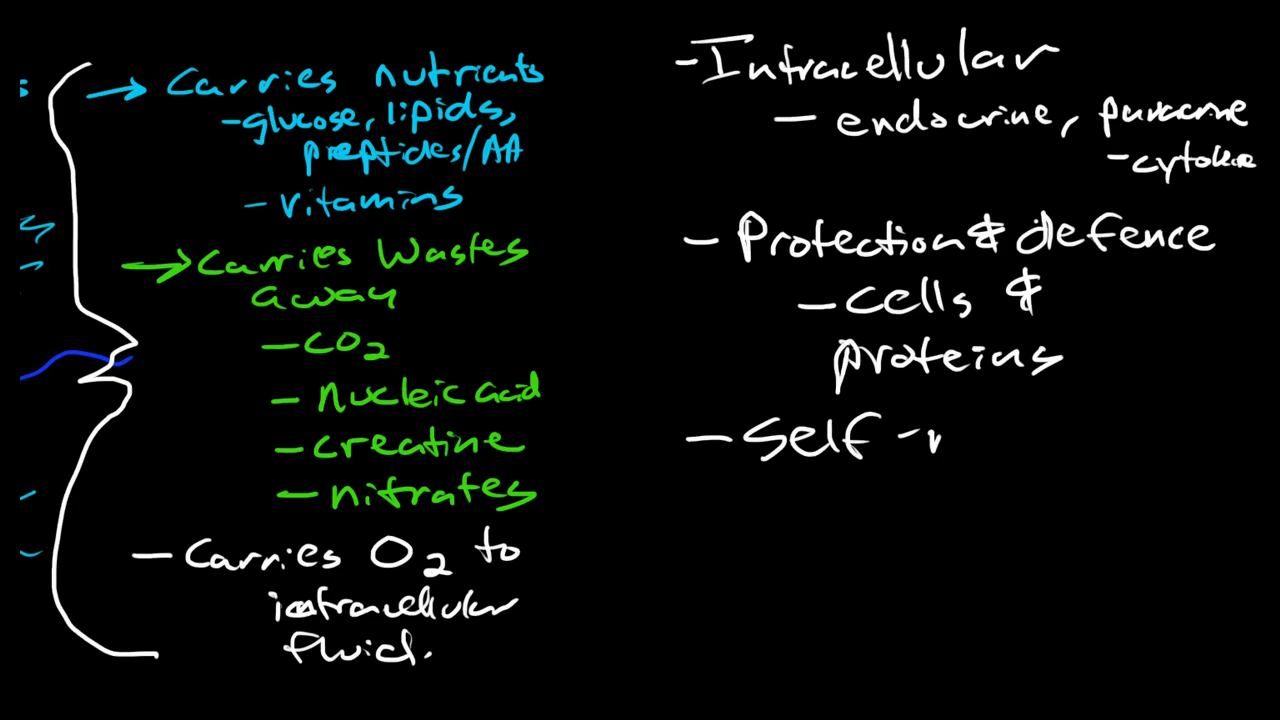 → Carries nutrients
- glucose, lipids,
peptides/AA
- vitamins
→ Carries Wastes
away
- CO2
- nucleic acid
- creatine
- nitrates
- Carries O2 to
intracellular
fluid.
- Intracellular
- endocrine, paracrine
- cytokine
- Protection & defence
- cells &
proteins
- Self -